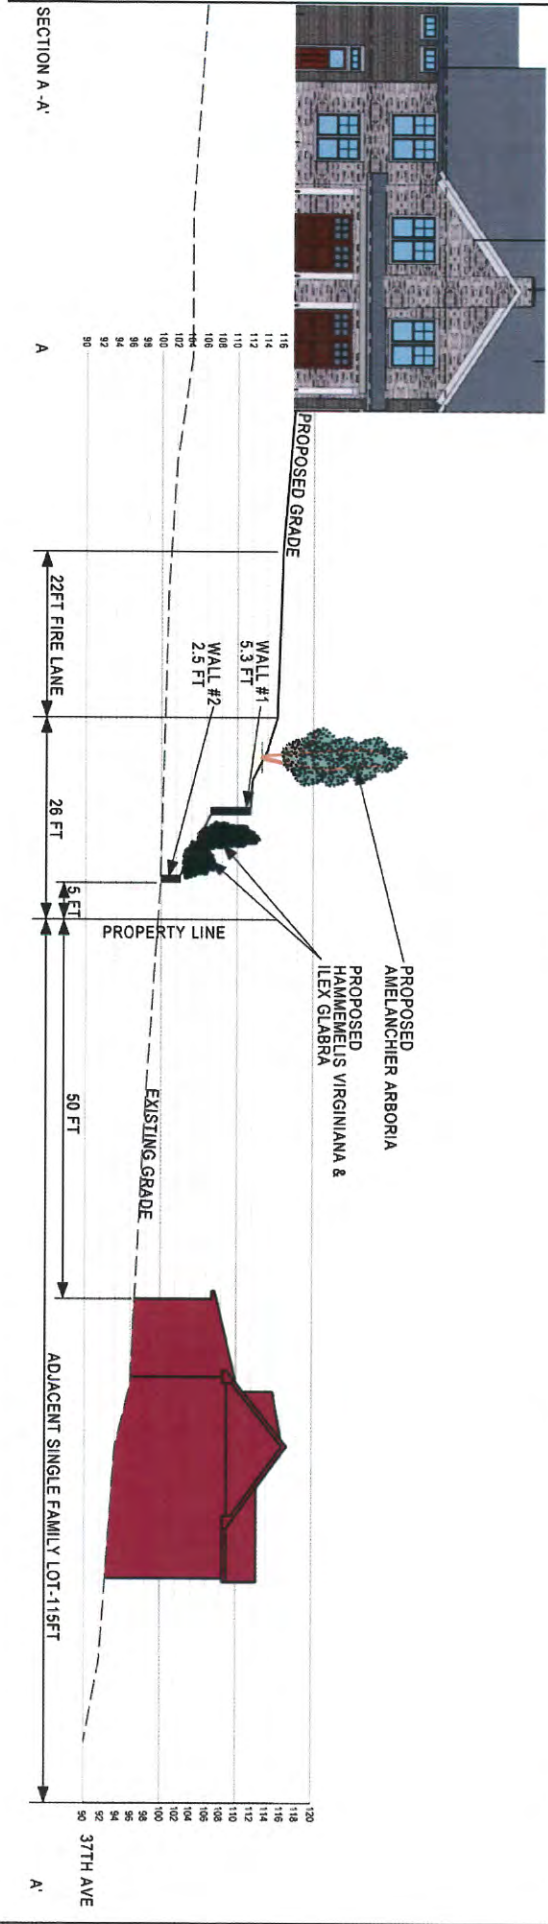 SECTION A -A'
A
90
92
94
96
98
100
102
104
106
108
110
112
114
116
PROPOSED GRADE
22FT FIRE LANE
WALL #1
5.3 FT
WALL #2
2.5 FT
26 FT
5 FT
PROPERTY LINE
PROPOSED
AMELANCHIER ARBORIA
PROPOSED
HAMMEMELIS VIRGINIANA &
ILEX GLABRA
50 FT
EXISTING GRADE
ADJACENT SINGLE FAMILY LOT-115FT
90
92
94
96
98
100
102
104
106
108
110
112
114
116
118
120
37TH AVE
A'